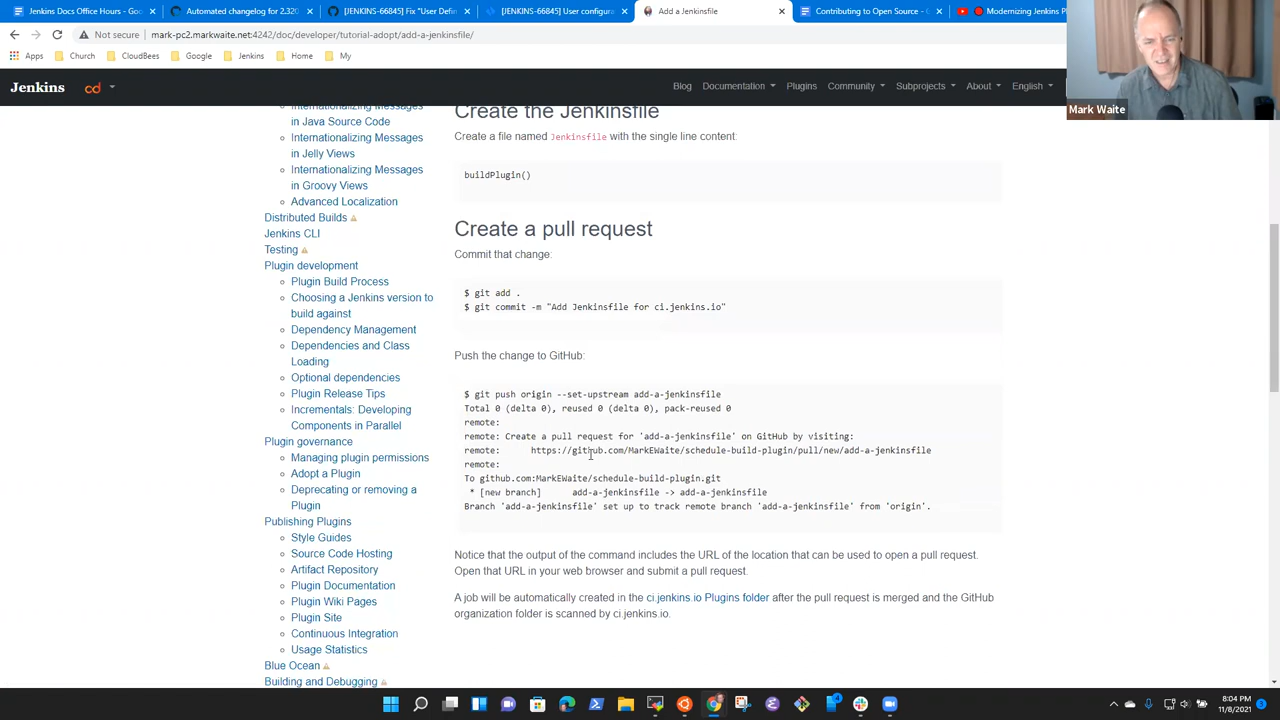 Jenkins Docs Office Hours - Goo
Automated changelog for 2.320
[JENKINS-66845] Fix "User Defin
[JENKINS-66845] User configura
Add a Jenkinsfile
Contributing to Open Source - G
Modernizing Jenkins P
Not secure | mark-pc2.markwaite.net:4242/doc/developer/tutorial-adopt/add-a-jenkinsfile/
Apps
Church
CloudBees
Google
Jenkins
Home
My
Mark Waite
Jenkins
cd
Blog
Documentation
Plugins
Community
Subprojects
About
English
Internationalizing Messages
in Java Source Code
Internationalizing Messages
in Jelly Views
Internationalizing Messages
in Groovy Views
Advanced Localization
Distributed Builds
Jenkins CLI
Testing
Plugin development
Plugin Build Process
Choosing a Jenkins version to
build against
Dependency Management
Dependencies and Class
Loading
Optional dependencies
Plugin Release Tips
Incrementals: Developing
Components in Parallel
Plugin governance
Managing plugin permissions
Adopt a Plugin
Deprecating or removing a
Plugin
Publishing Plugins
Style Guides
Source Code Hosting
Artifact Repository
Plugin Documentation
Plugin Wiki Pages
Plugin Site
Continuous Integration
Usage Statistics
Blue Ocean
Building and Debugging
Create the Jenkinsfile
Create a file named Jenkinsfile with the single line content:
buildPlugin()
Create a pull request
Commit that change:
$ git add .
$ git commit -m "Add Jenkinsfile for ci.jenkins.io"
Push the change to GitHub:
$ git push origin --set-upstream add-a-jenkinsfile
Total 0 (delta 0), reused 0 (delta 0), pack-reused 0
remote:
remote: Create a pull request for 'add-a-jenkinsfile' on GitHub by visiting:
remote:      https://github.com/MarkEWaite/schedule-build-plugin/pull/new/add-a-jenkinsfile
remote:
To github.com:MarkEWaite/schedule-build-plugin.git
* [new branch]      add-a-jenkinsfile -> add-a-jenkinsfile
Branch 'add-a-jenkinsfile' set up to track remote branch 'add-a-jenkinsfile' from 'origin'.
Notice that the output of the command includes the URL of the location that can be used to open a pull request.
Open that URL in your web browser and submit a pull request.
A job will be automatically created in the ci.jenkins.io Plugins folder after the pull request is merged and the GitHub
organization folder is scanned by ci.jenkins.io.
8:04 PM
11/8/2021